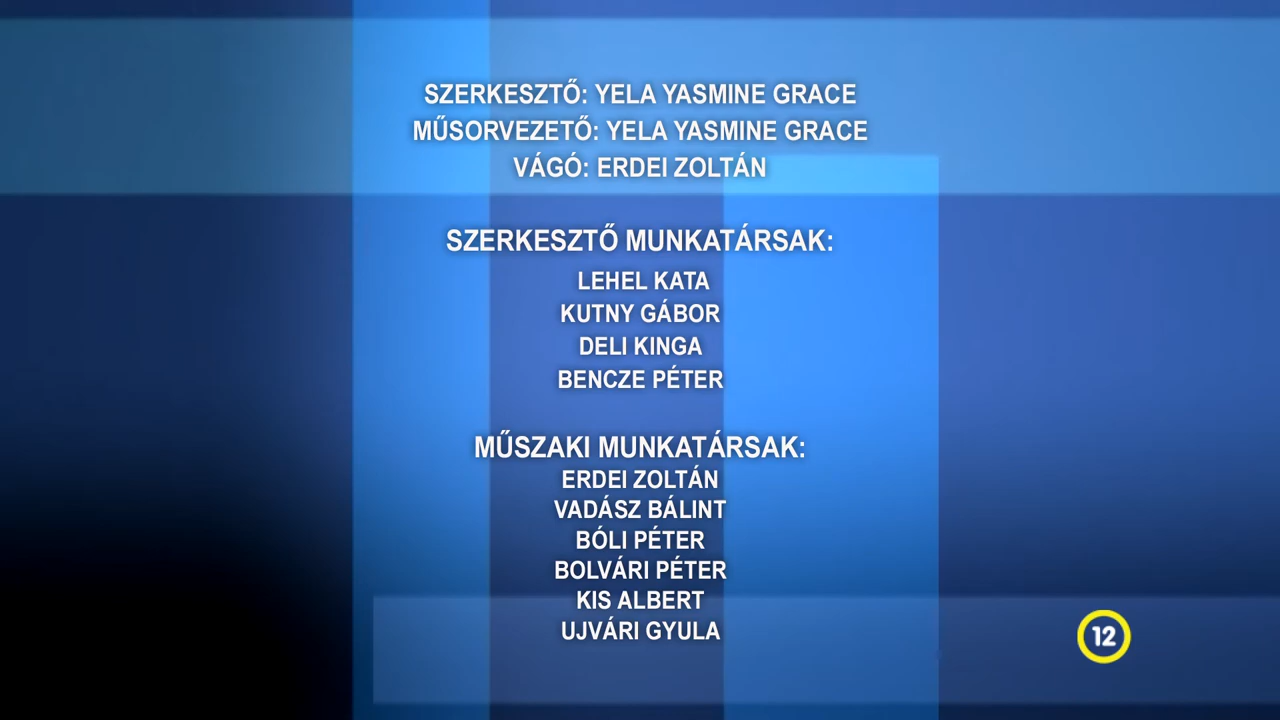 SZERKESZTŐ: YELA YASMINE GRACE
MŰSORVEZETŐ: YELA YASMINE GRACE
VÁGÓ: ERDEI ZOLTÁN
SZERKESZTŐ MUNKATÁRSAK:
LEHEL KATA
KUTNY GÁBOR
DELI KINGA
BENCZE PÉTER
MŰSZAKI MUNKATÁRSAK:
ERDEI ZOLTÁN
VADÁSZ BÁLINT
BÓLI PÉTER
BOLVÁRI PÉTER
KIS ALBERT
UJVÁRI GYULA
12